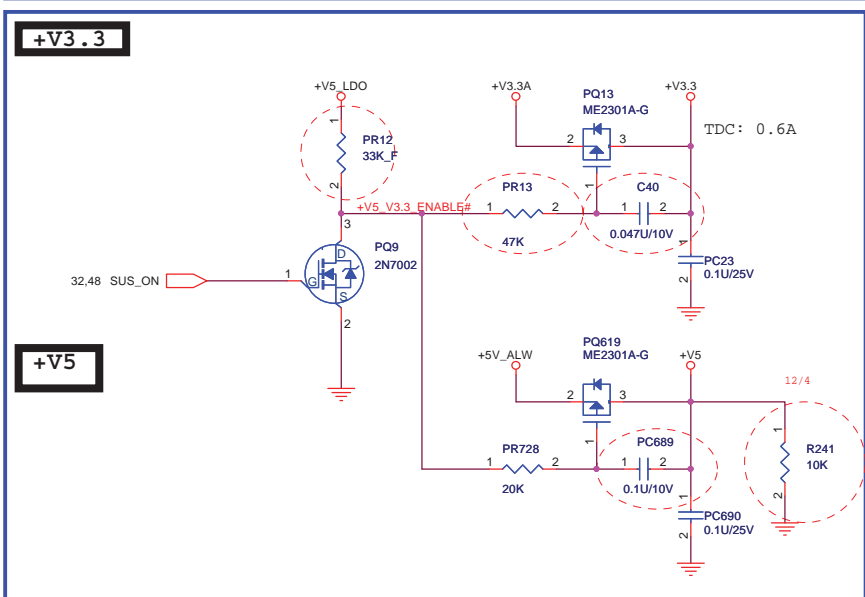 +V3.3
+V5_LDO
+V3.3A
PQ13
ME2301A-G
+V3.3
TDC: 0.6A
1
PR12
33K_F
2
2
3
1
+V5_V3.3_ENABLE#
1
PR13
2
47K
1
C40
2
0.047U/10V
3
D
PQ9
2N7002
32,48 SUS_ON
1
G
S
2
1
PC23
0.1U/25V
2
+V5
+5V_ALW
PQ619
ME2301A-G
+V5
12/4
2
3
1
1
PR728
2
20K
1
PC689
2
0.1U/10V
1
R241
10K
2
1
PC690
0.1U/25V
2